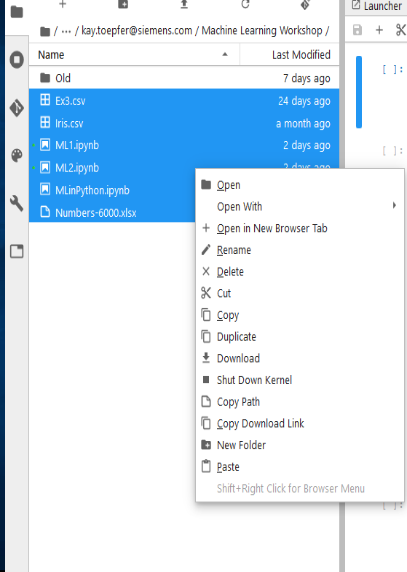 Launcher
/ ··· / kay.toepfer@siemens.com / Machine Learning Workshop /
Name Last Modified
Old 7 days ago
Ex3.csv 24 days ago
Iris.csv a month ago
ML1.ipynb 2 days ago
ML2.ipynb 2 days ago
MLinPython.ipynb
Numbers-6000.xlsx
[ ]:
[ ]:
Open
Open With
Open in New Browser Tab
Rename
Delete
Cut
Copy
Duplicate
Download
Shut Down Kernel
Copy Path
Copy Download Link
New Folder
Paste
Shift+Right Click for Browser Menu
[ ]: